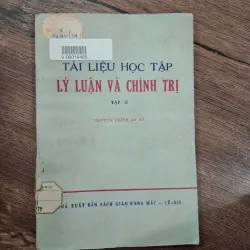 V 00019405
TÀI LIỆU HỌC TẬP
LÝ LUẬN VÀ CHÍNH TRỊ
TẬP II
NHÀ XUẤT BẢN SÁCH GIÁO KHOA MÁC - LÊ-NIN